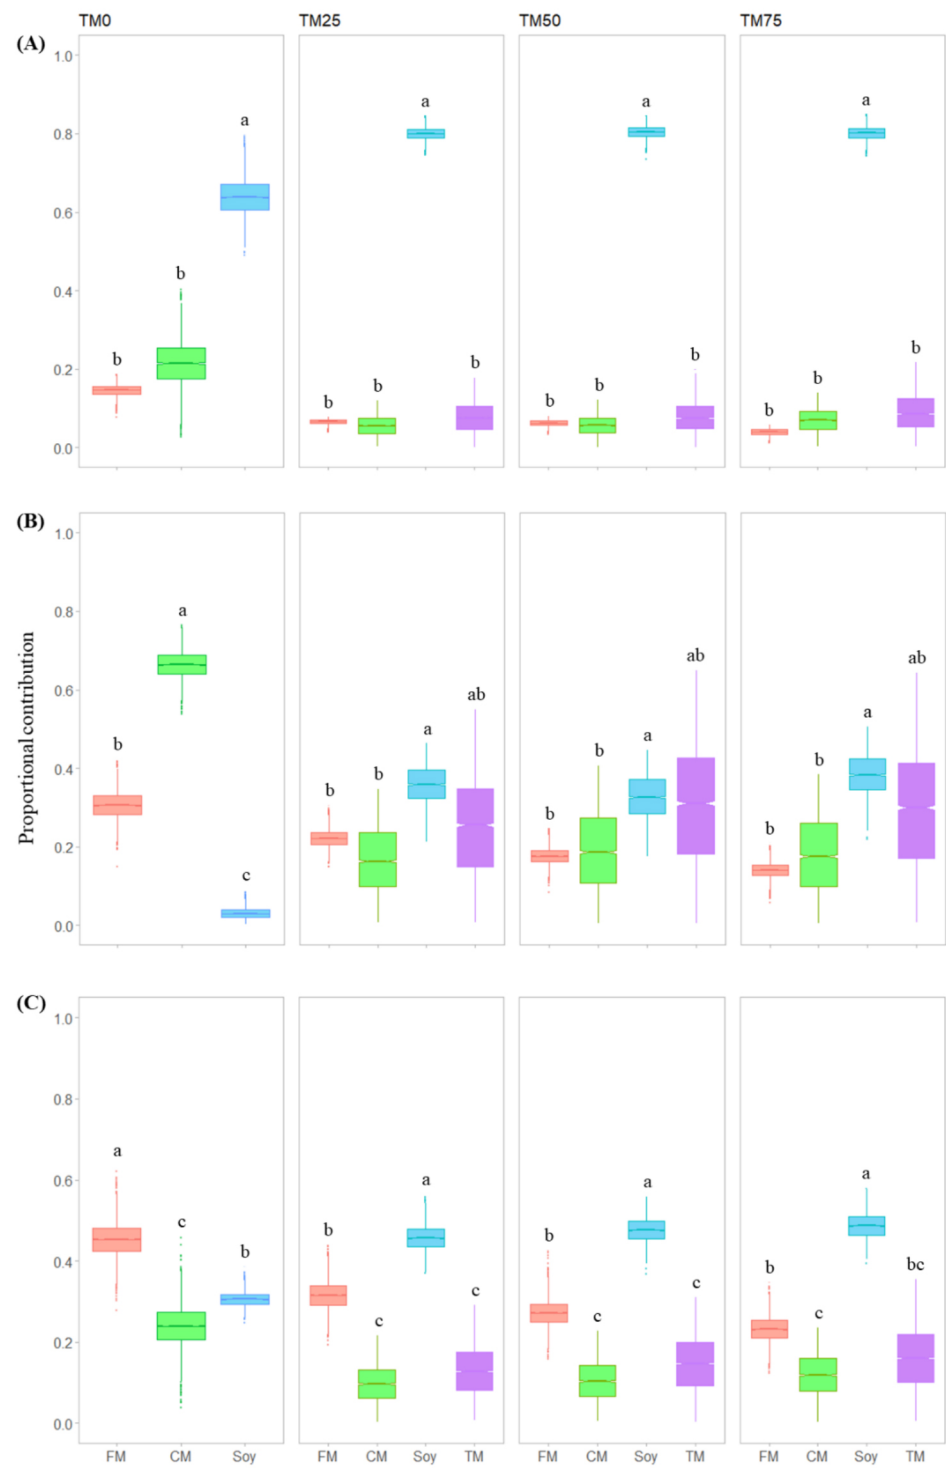 TM0 TM25 TM50 TM75
(A)
1.0
a a a
a
0.8
0.6
b
0.4
b b b b
0.2
b b b b b b
0.0
(B)
1.0
0.8
a
ab ab
0.6
ab
a a a
b
0.4
b b b b
b b
0.2
c
0.0
Proportional contribution
(C)
1.0
0.8
a
0.6
a a a
c
b b b
0.4
b
bc
c c
0.2
c c c
0.0
FM CM Soy FM CM Soy TM FM CM Soy TM FM CM Soy TM